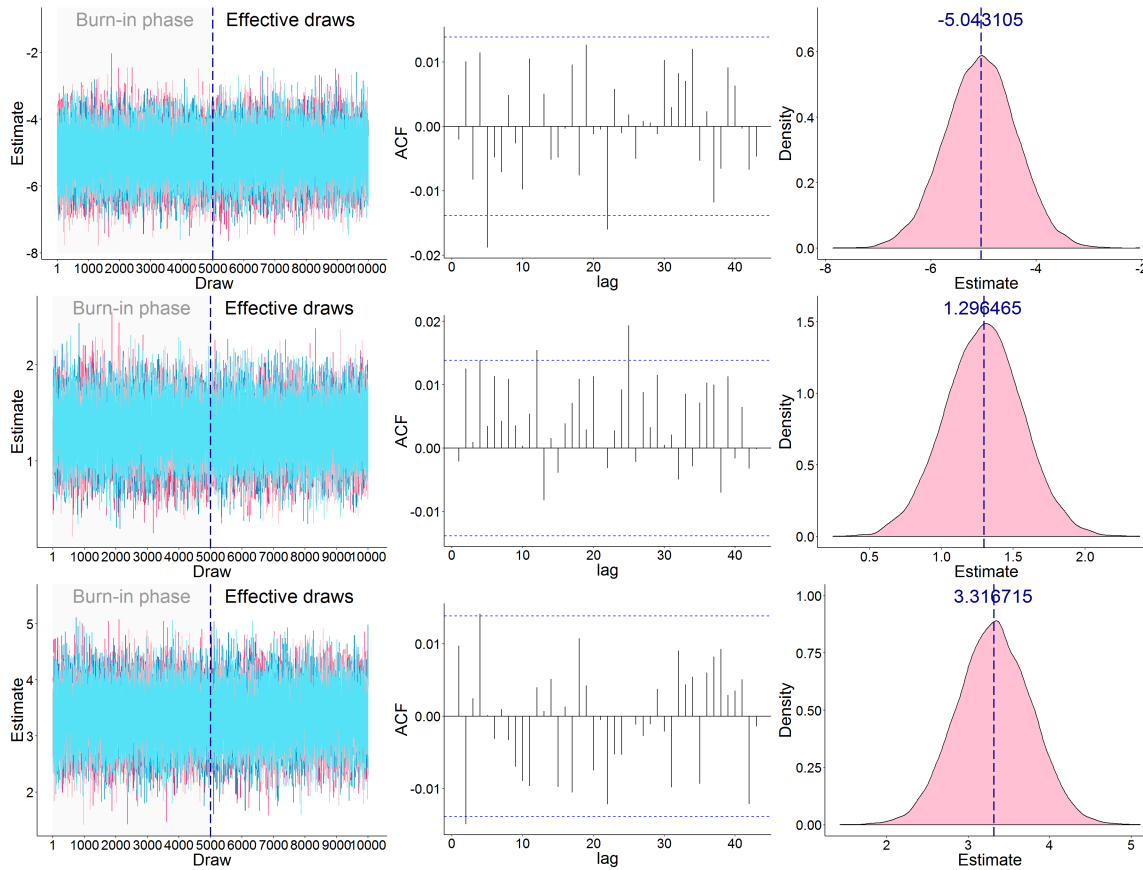 Burn-in phase Effective draws
-2
-4
-6
-8
Estimate
1 1000 2000 3000 4000 5000 6000 7000 8000 9000 10000
Draw
0.01
0.00
-0.01
-0.02
ACF
0 10 20 30 40
lag
-5.043105
0.6
0.4
0.2
0.0
Density
-8 -6 -4 -2
Estimate
Burn-in phase Effective draws
2
1
Estimate
1 1000 2000 3000 4000 5000 6000 7000 8000 9000 10000
Draw
0.02
0.01
0.00
-0.01
ACF
0 10 20 30 40
lag
1.296465
1.5
1.0
0.5
0.0
Density
0.5 1.0 1.5 2.0
Estimate
Burn-in phase Effective draws
5
4
3
2
Estimate
1 1000 2000 3000 4000 5000 6000 7000 8000 9000 10000
Draw
0.01
0.00
-0.01
ACF
0 10 20 30 40
lag
3.316715
1.00
0.75
0.50
0.25
0.00
Density
2 3 4 5
Estimate